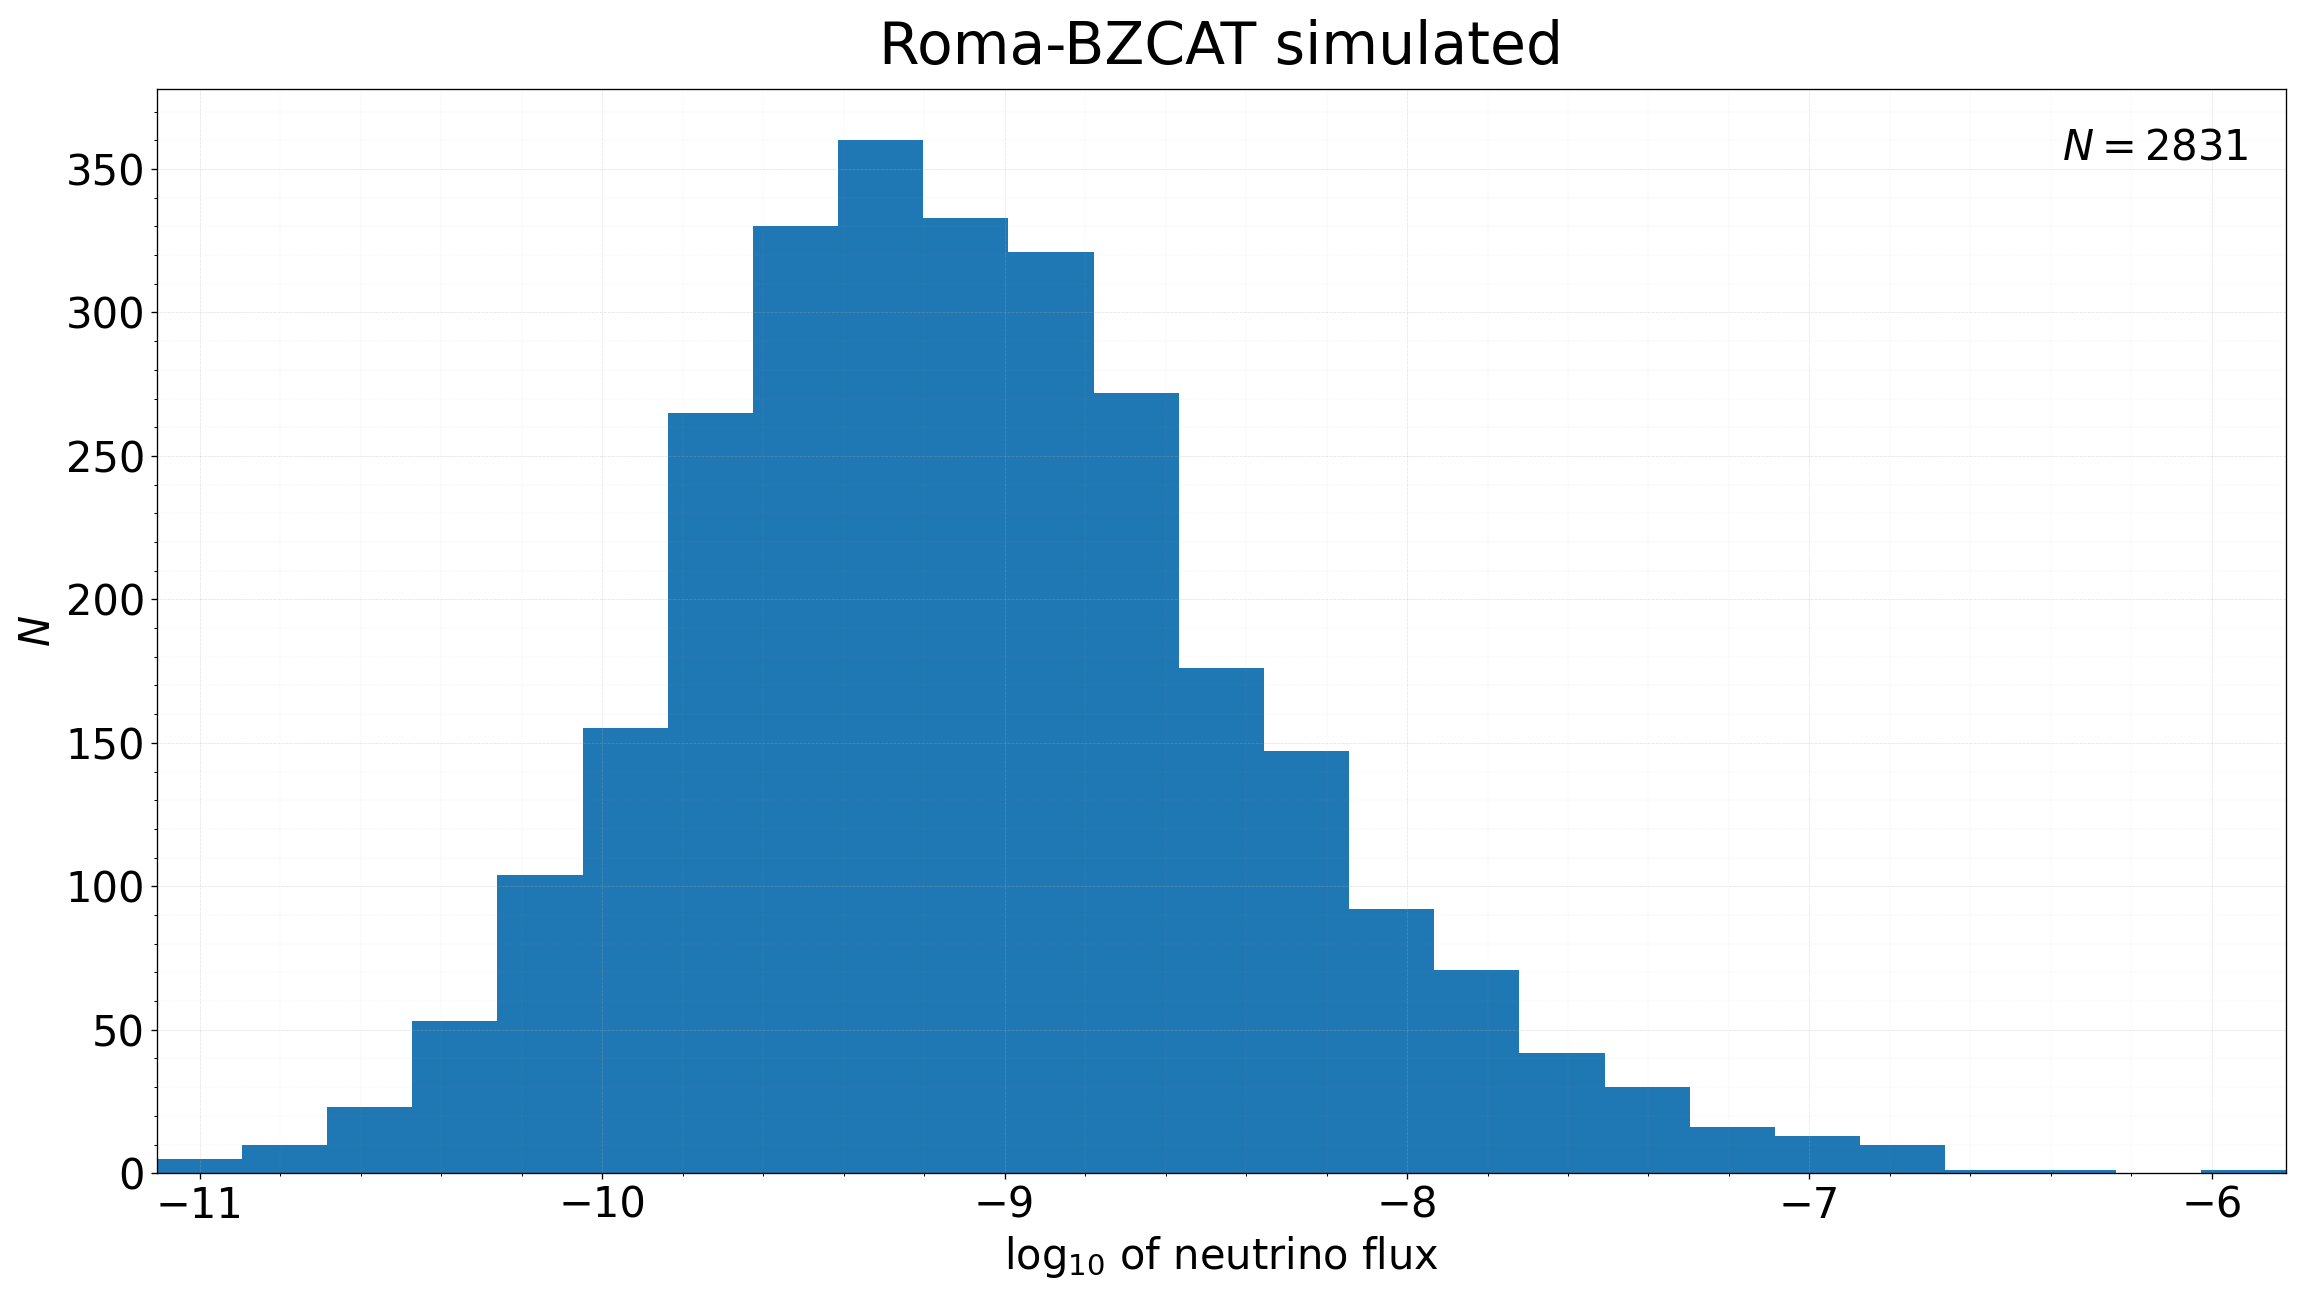 Roma-BZCAT simulated
N = 2831
350
300
250
200
150
100
50
0
N
−11 −10 −9 −8 −7 −6
log₁₀ of neutrino flux